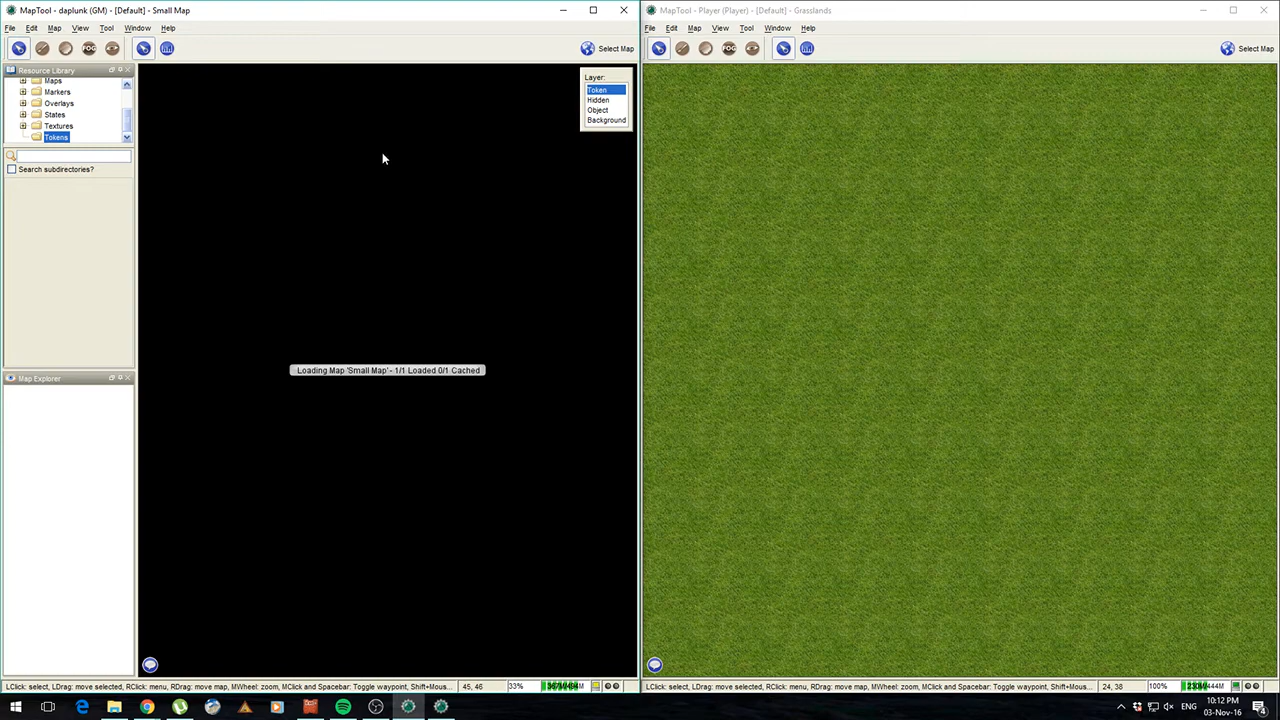 MapTool - daplunk (GM) - [Default] - Small Map
File Edit Map View Tool Window Help
FOG
Select Map
Resource Library
Maps
Markers
Overlays
States
Textures
Tokens
Search subdirectories?
Map Explorer
Layer:
Token
Hidden
Object
Background
Loading Map 'Small Map' - 1/1 Loaded 0/1 Cached
LClick: select, LDrag: move selected, RClick: menu, RDrag: move map, MWheel: zoom, MClick and Spacebar: Toggle waypoint, Shift+Mous...
45, 46
33%
MapTool - Player (Player) - [Default] - Grasslands
File Edit Map View Tool Window Help
FOG
Select Map
LClick: select, LDrag: move selected, RClick: menu, RDrag: move map, MWheel: zoom, MClick and Spacebar: Toggle waypoint, Shift+Mous...
24, 38
100%
ENG
10:12 PM
03-Nov-16